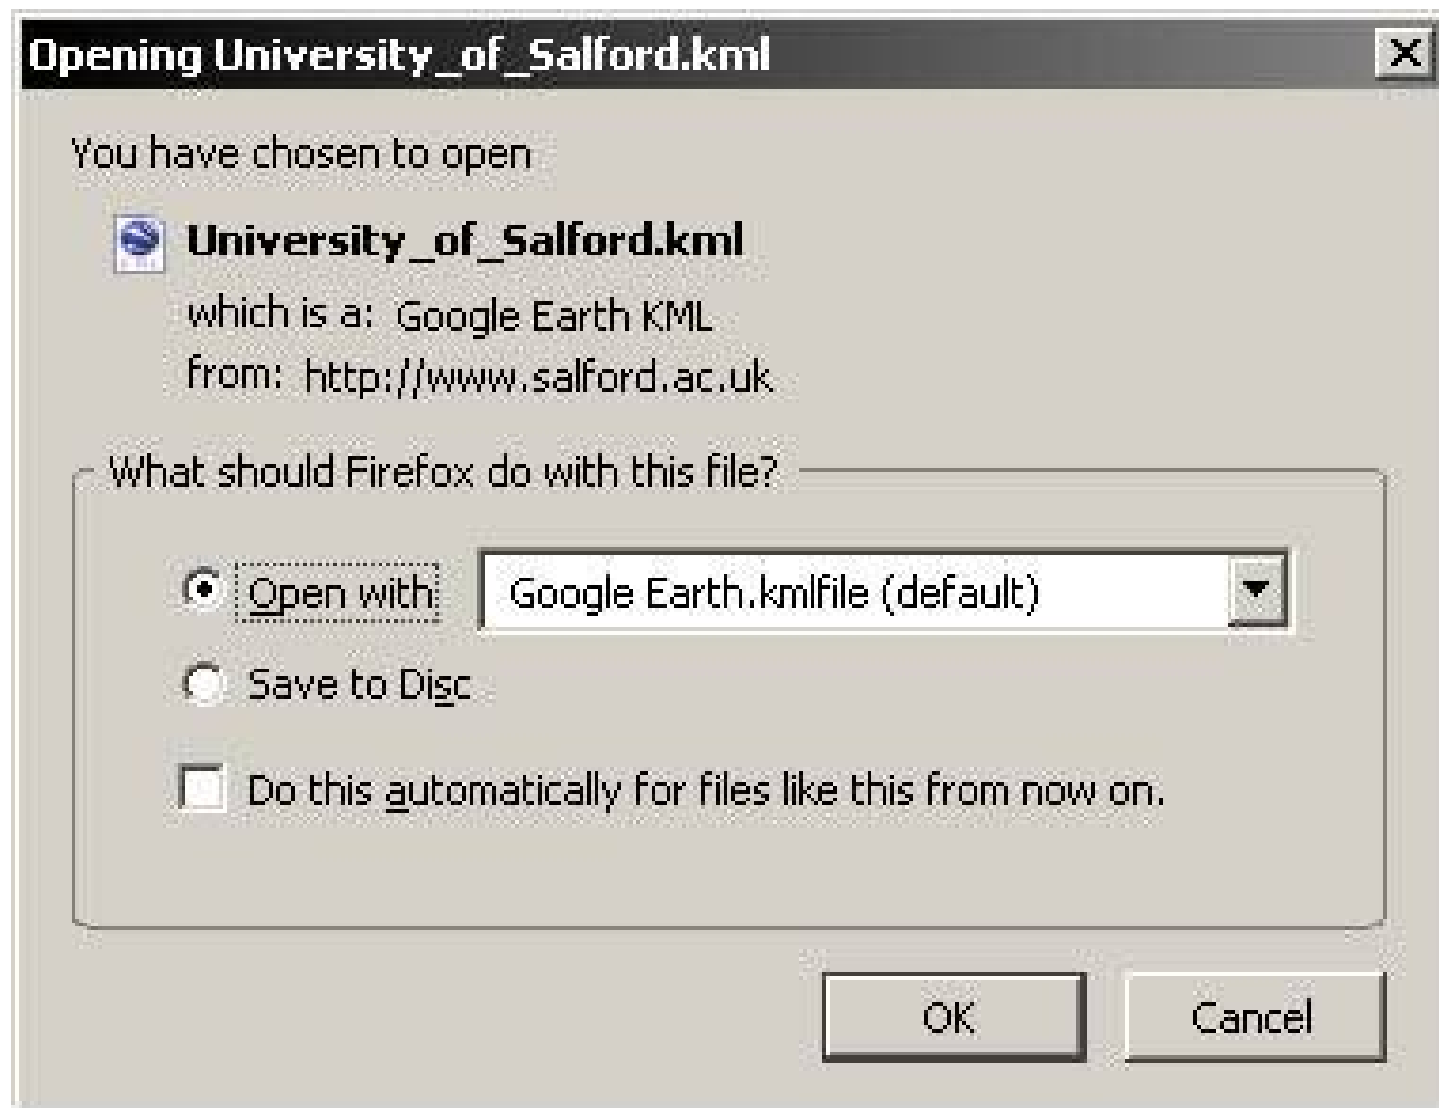 Opening University_of_Salford.kml
You have chosen to open
University_of_Salford.kml
which is a: Google Earth KML
from: http://www.salford.ac.uk
What should Firefox do with this file?
Open with Google Earth.kmlfile (default)
Save to Disc
Do this automatically for files like this from now on.
OK Cancel